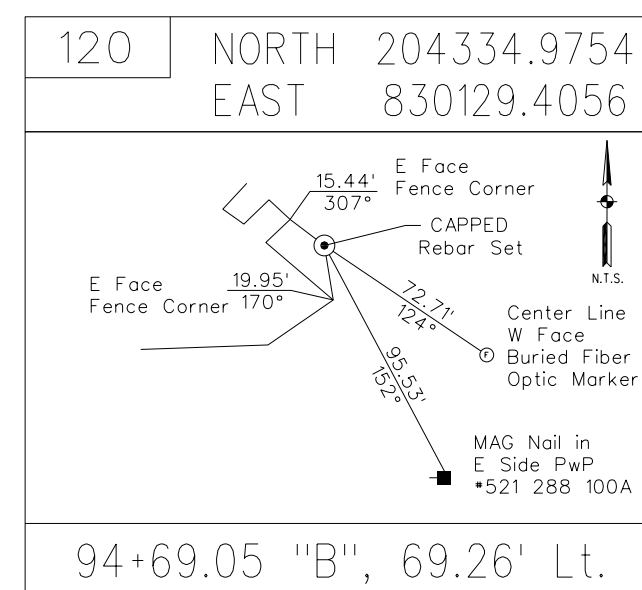 120
NORTH 204334.9754
EAST 830129.4056
15.44'
307°
E Face
Fence Corner
CAPPED
Rebar Set
N.T.S.
E Face
Fence Corner
19.95'
170°
72.71'
124°
Center Line
W Face
Buried Fiber
Optic Marker
F
95.53'
152°
MAG Nail in
E Side PwP
#521 288 100A
94+69.05 "B", 69.26' Lt.